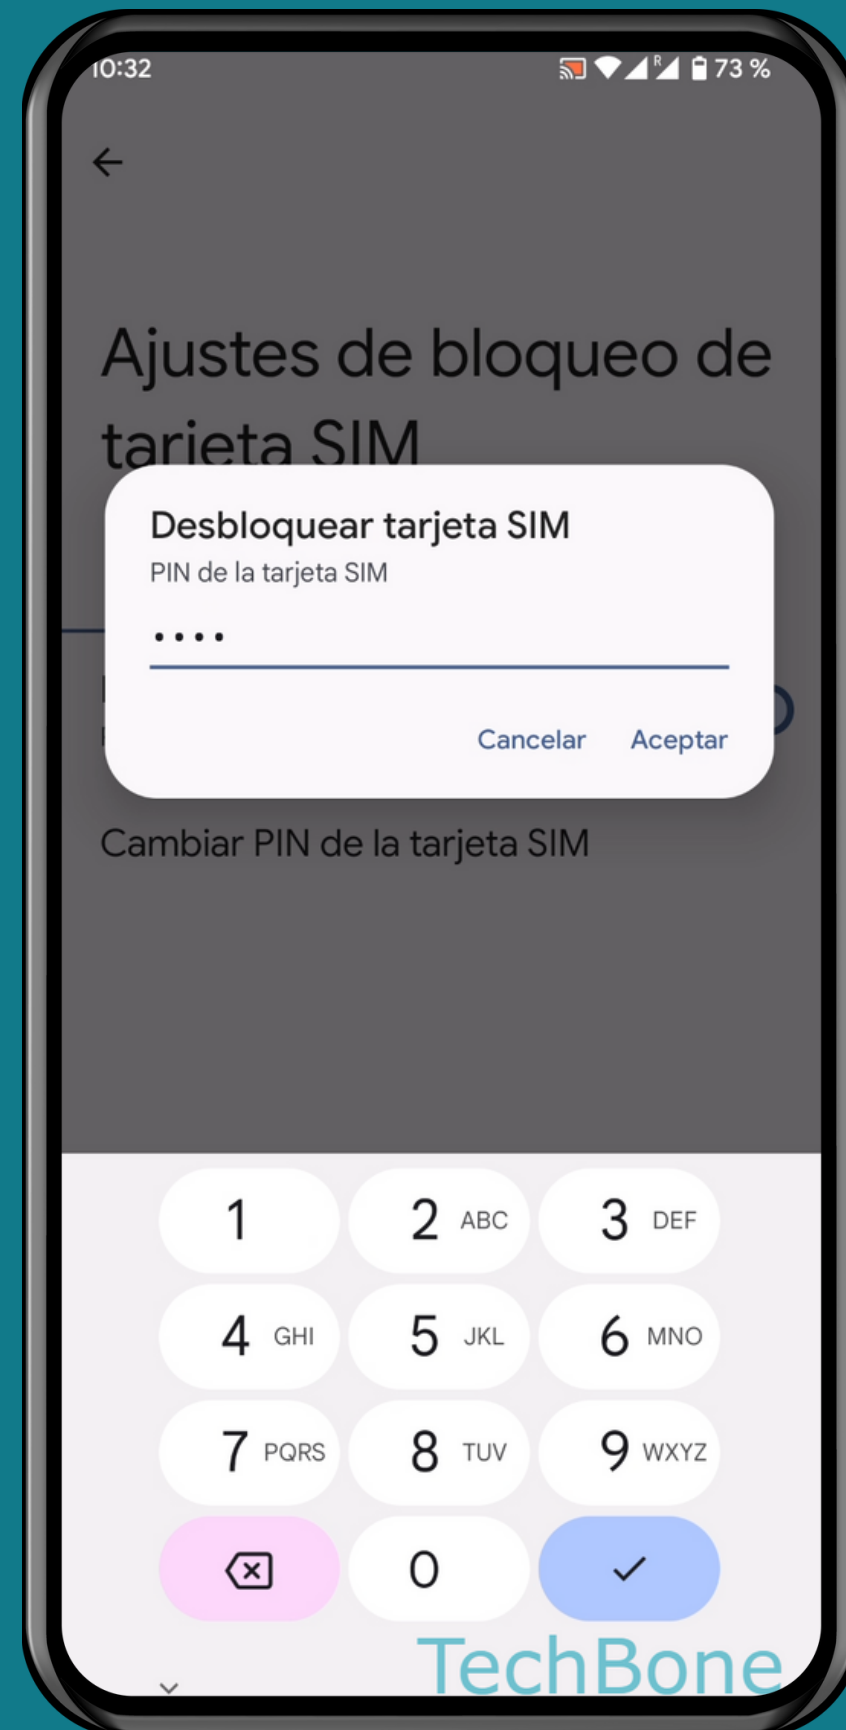 10:32
R
73 %
Ajustes de bloqueo de
tarjeta SIM
Desbloquear tarjeta SIM
PIN de la tarjeta SIM
••••
Cancelar Aceptar
Cambiar PIN de la tarjeta SIM
1 2 ABC 3 DEF
4 GHI 5 JKL 6 MNO
7 PQRS 8 TUV 9 WXYZ
0
TechBone